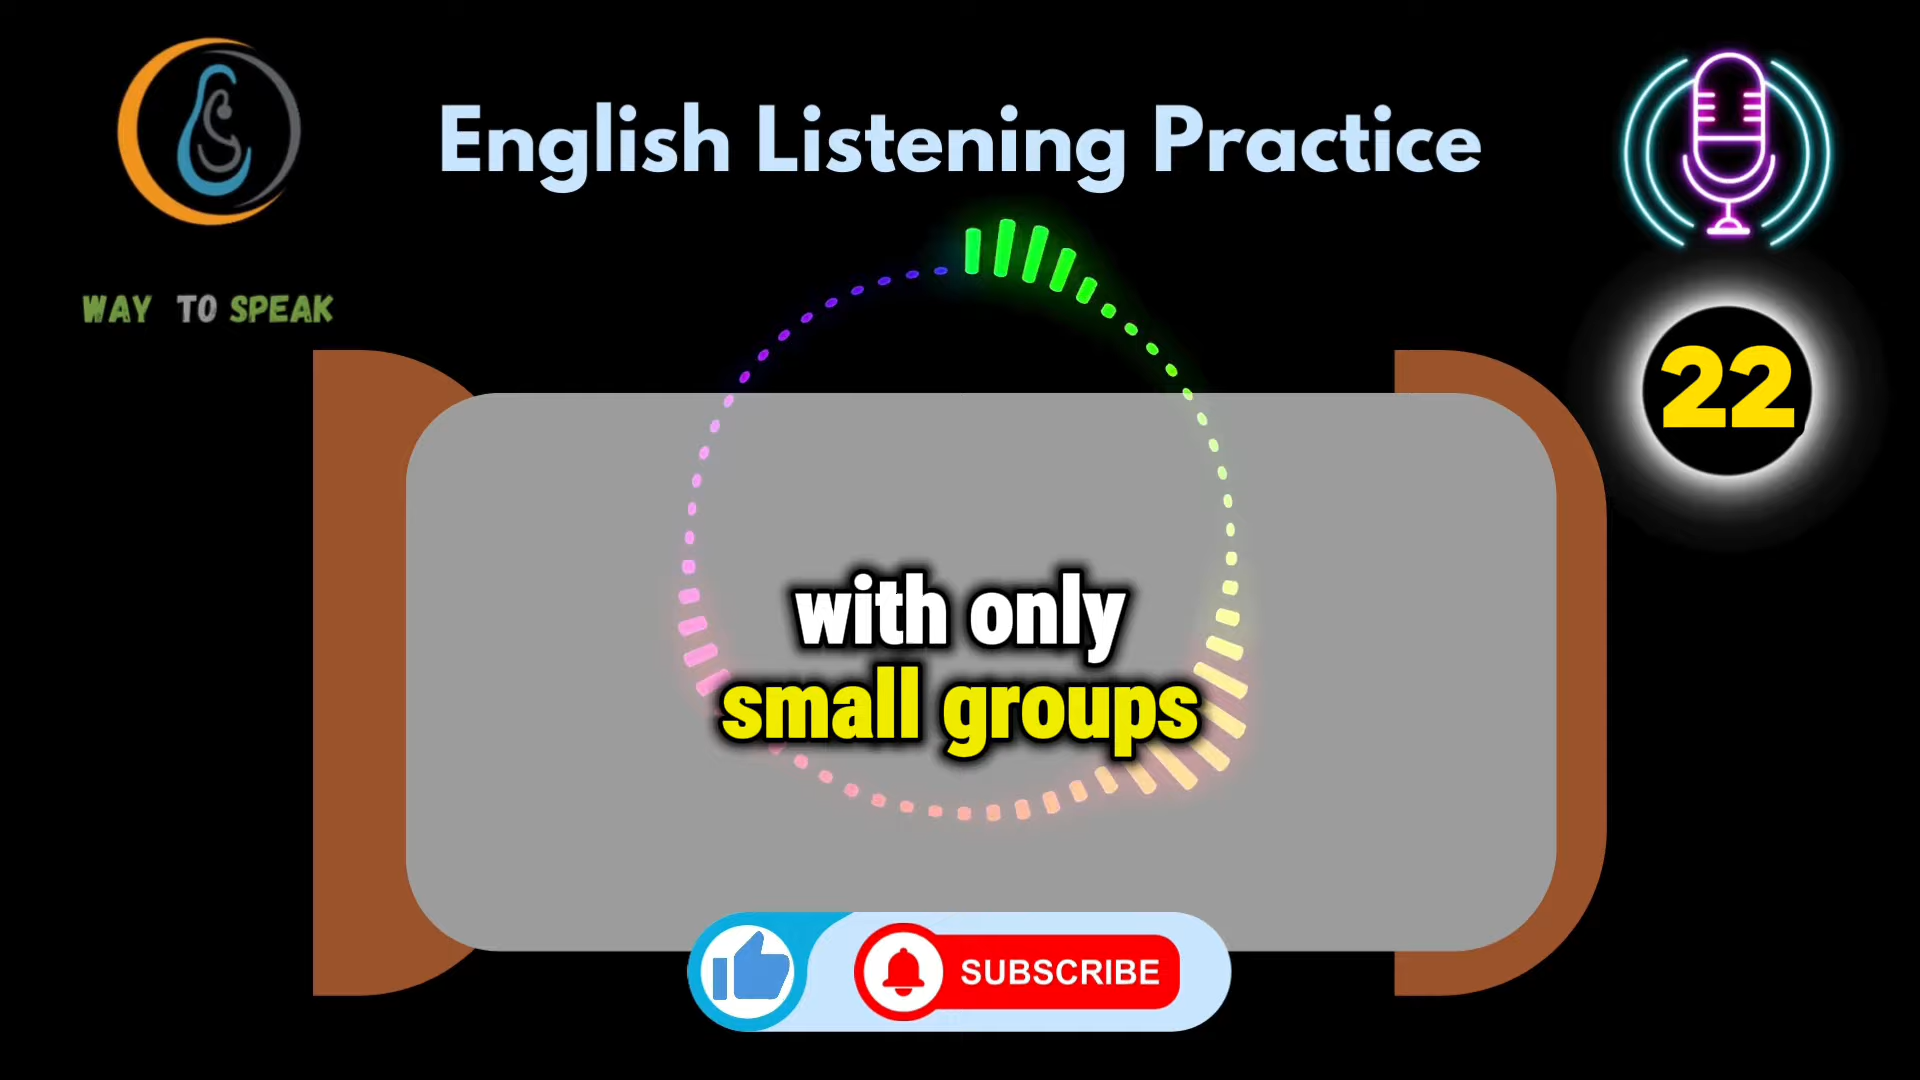 English Listening Practice
WAY TO SPEAK
22
with only
small groups
SUBSCRIBE